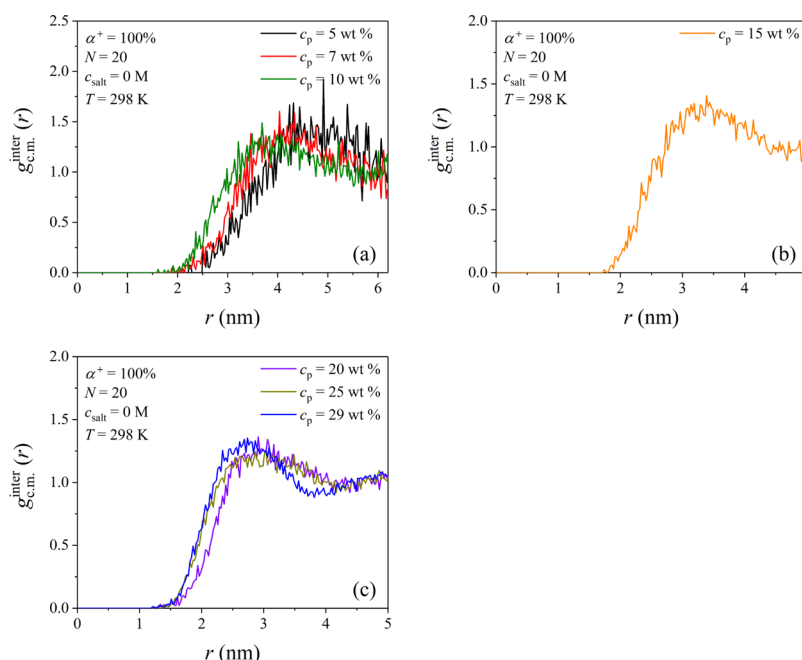 2.5
2.0
1.5
1.0
0.5
0.0
g inter c.m. (r)
α⁺ = 100%
N = 20
c_salt = 0 M
T = 298 K
c_p = 5 wt %
c_p = 7 wt %
c_p = 10 wt %
(a)
0 1 2 3 4 5 6
r (nm)
2.0
1.5
1.0
0.5
0.0
g inter c.m. (r)
α⁺ = 100%
N = 20
c_salt = 0 M
T = 298 K
c_p = 15 wt %
(b)
0 1 2 3 4
r (nm)
2.0
1.5
1.0
0.5
0.0
g inter c.m. (r)
α⁺ = 100%
N = 20
c_salt = 0 M
T = 298 K
c_p = 20 wt %
c_p = 25 wt %
c_p = 29 wt %
(c)
0 1 2 3 4 5
r (nm)